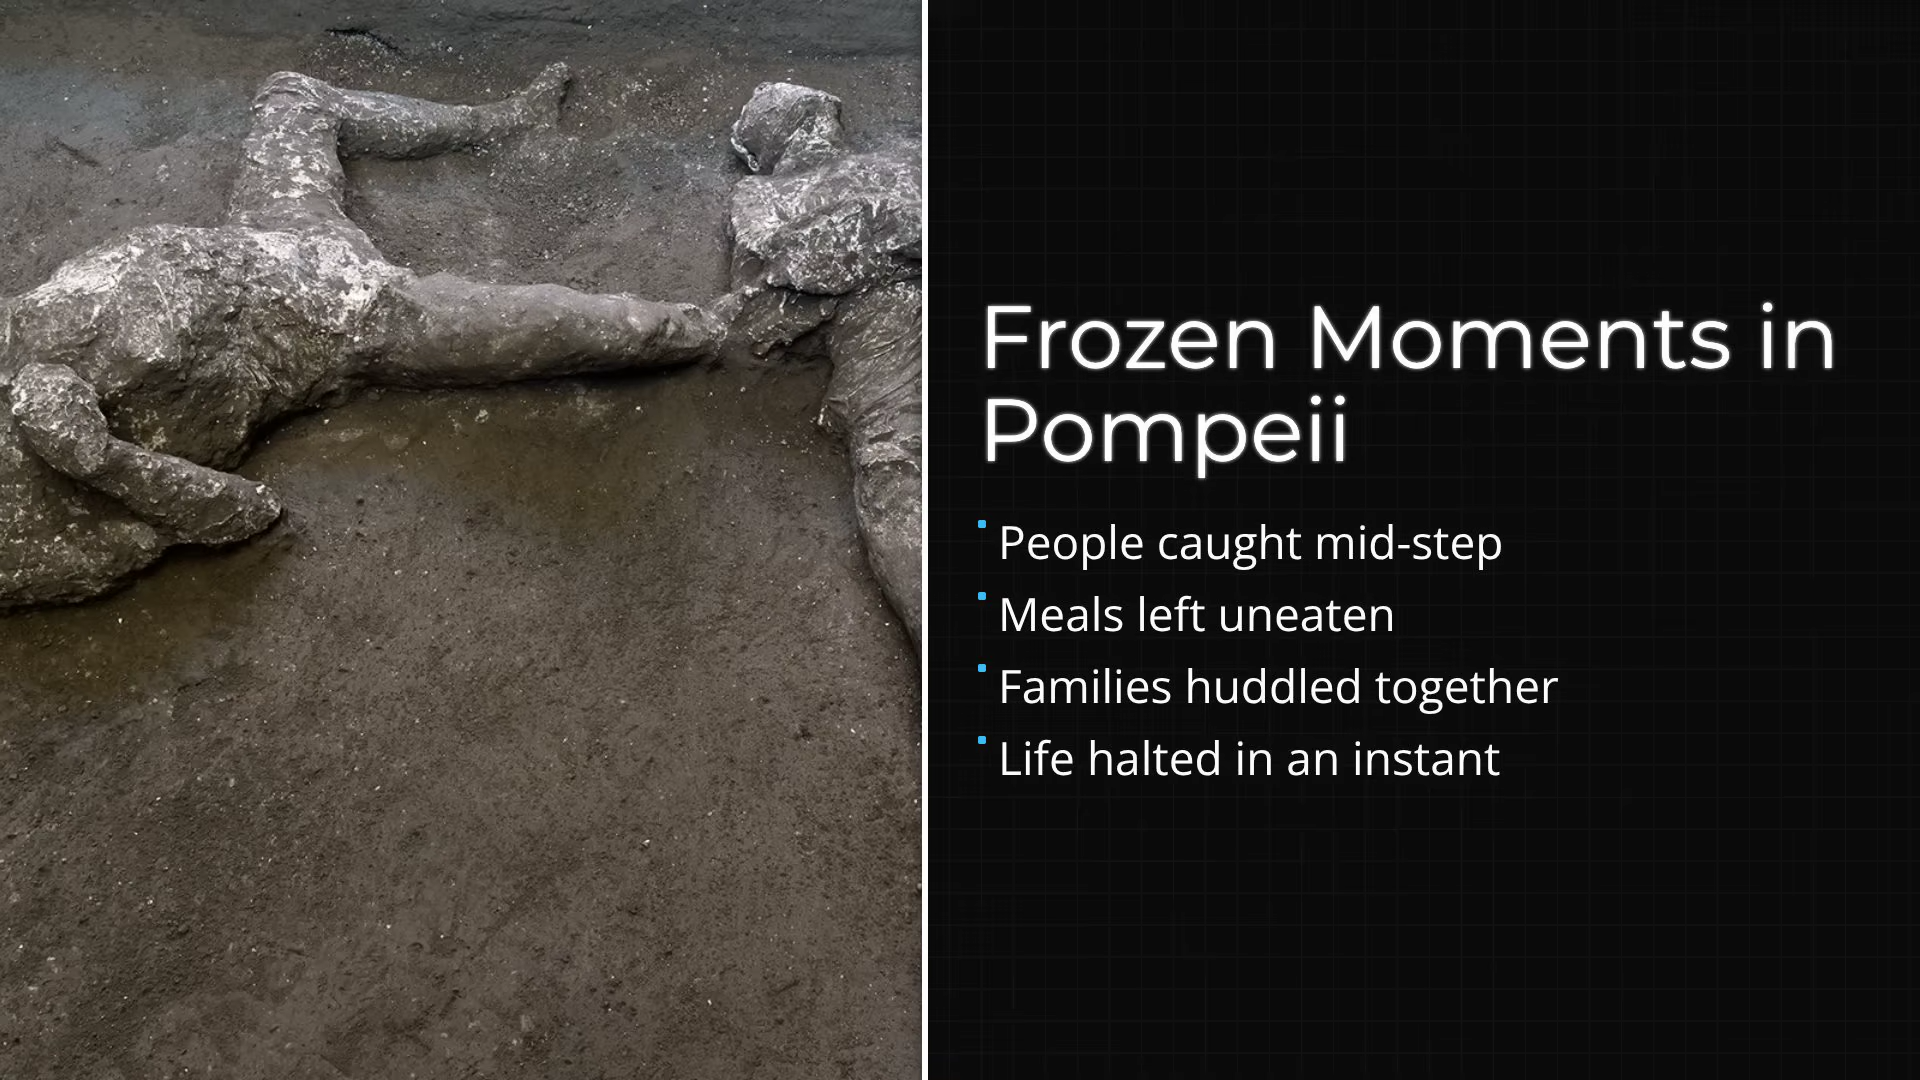 Frozen Moments in
Pompeii
People caught mid-step
Meals left uneaten
Families huddled together
Life halted in an instant